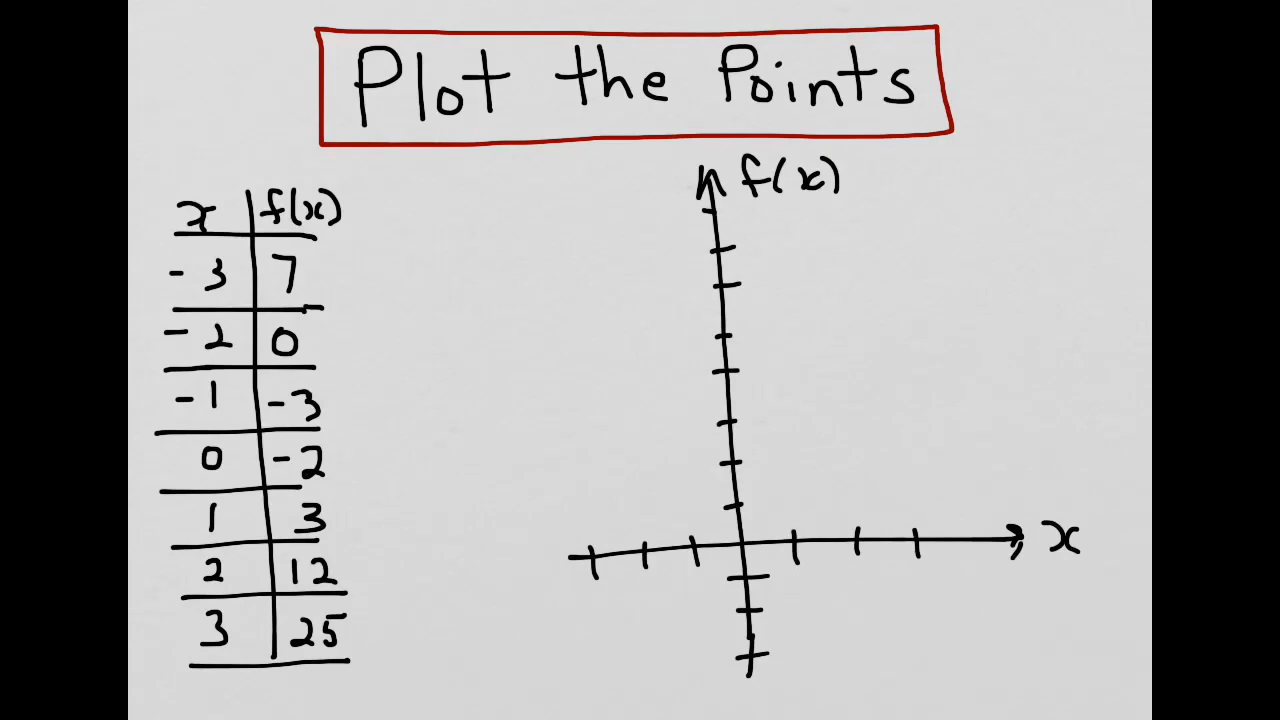 Plot the Points
x f(x)
-3 7
-2 0
-1 -3
0 -2
1 3
2 12
3 25
f(x)
x